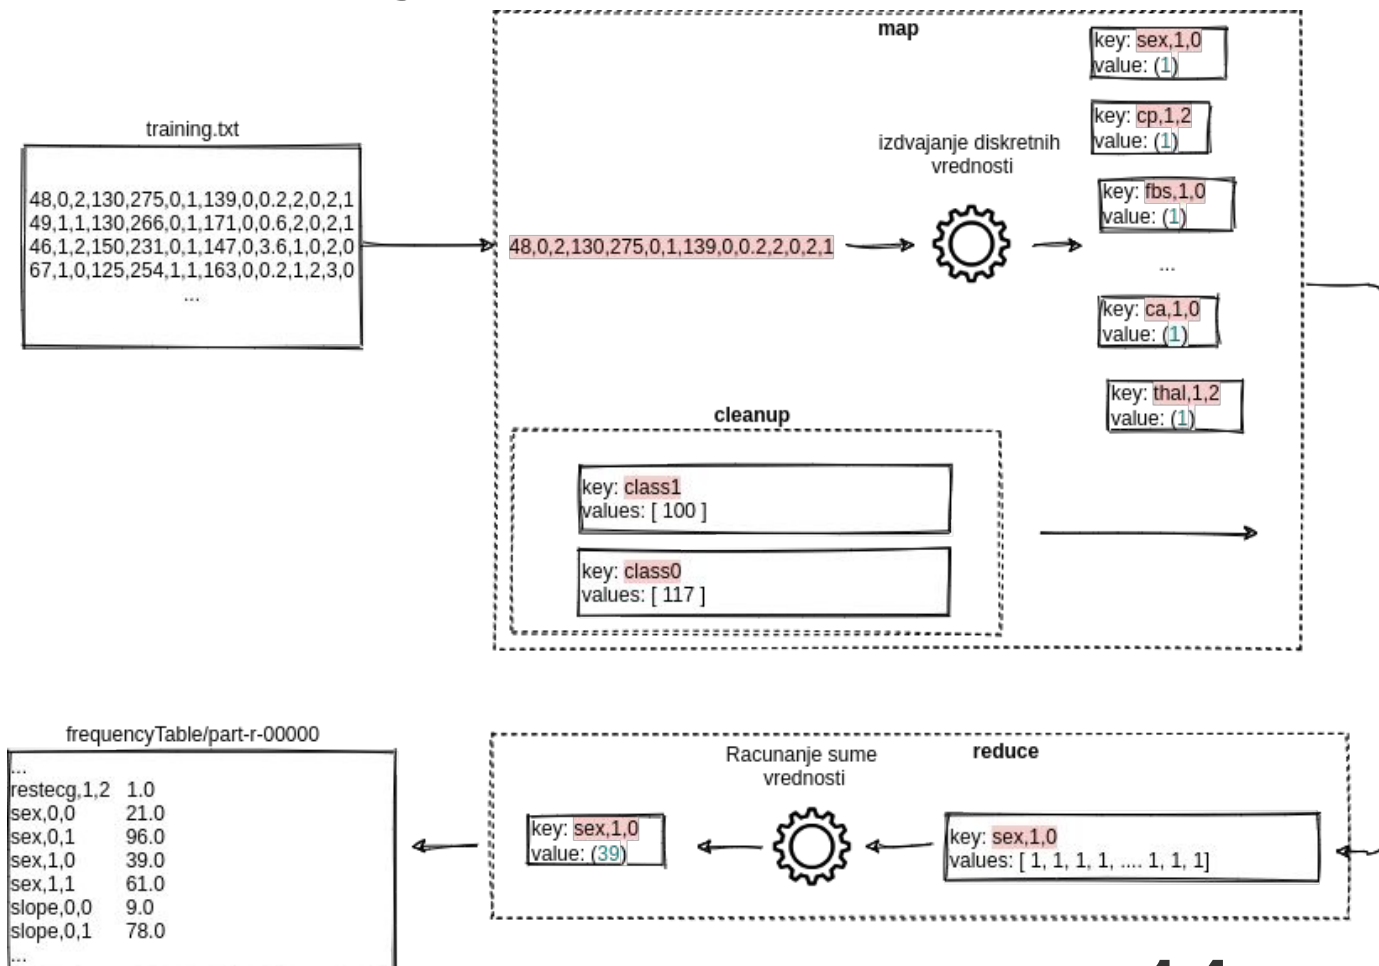 map
key: sex,1,0
value: (1)
key: cp,1,2
value: (1)
training.txt
izdvajanje diskretnih
vrednosti
key: fbs,1,0
value: (1)
48,0,2,130,275,0,1,139,0,0.2,2,0,2,1
49,1,1,130,266,0,1,171,0,0.6,2,0,2,1
46,1,2,150,231,0,1,147,0,3.6,1,0,2,0
67,1,0,125,254,1,1,163,0,0.2,1,2,3,0
...
48,0,2,130,275,0,1,139,0,0.2,2,0,2,1
...
key: ca,1,0
value: (1)
key: thal,1,2
value: (1)
cleanup
key: class1
values: [ 100 ]
key: class0
values: [ 117 ]
frequencyTable/part-r-00000
...
restecg,1,2 1.0
sex,0,0 21.0
sex,0,1 96.0
sex,1,0 39.0
sex,1,1 61.0
slope,0,0 9.0
slope,0,1 78.0
...
reduce
Racunanje sume
vrednosti
key: sex,1,0
value: (39)
key: sex,1,0
values: [ 1, 1, 1, 1, .... 1, 1, 1]